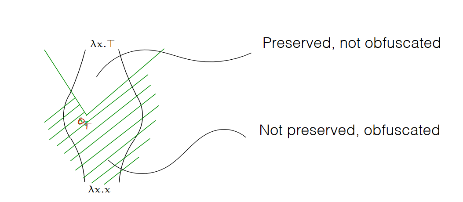 λx.⊤
Preserved, not obfuscated
Not preserved, obfuscated
λx.x